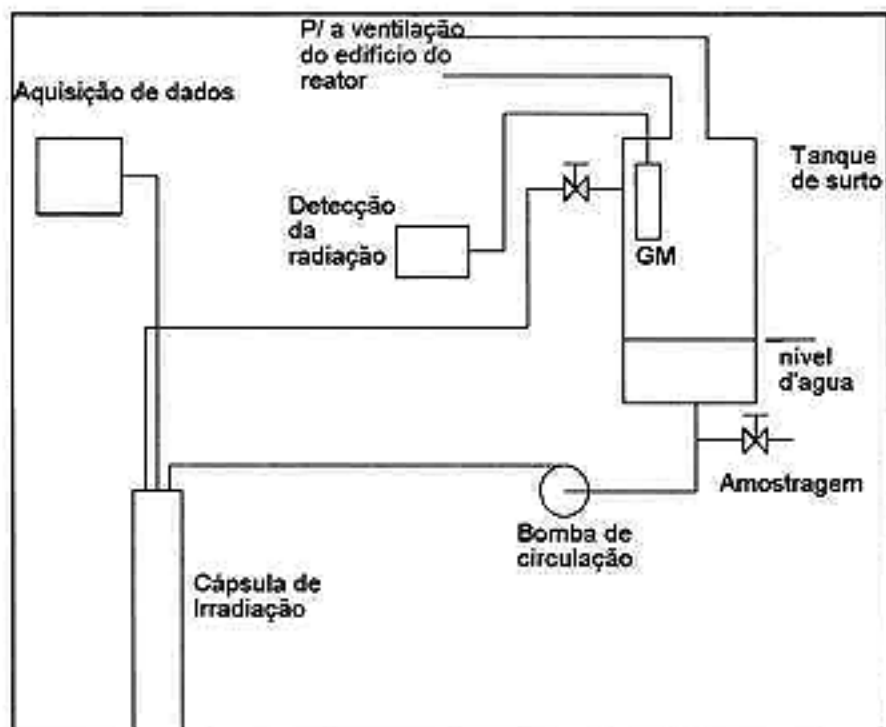 P/ a ventilação
do edifício do
reator
Aquisição de dados
Tanque
de surto
Detecção
da
radiação
GM
nível
d'agua
Amostragem
Bomba de
circulação
Cápsula de
Irradiação